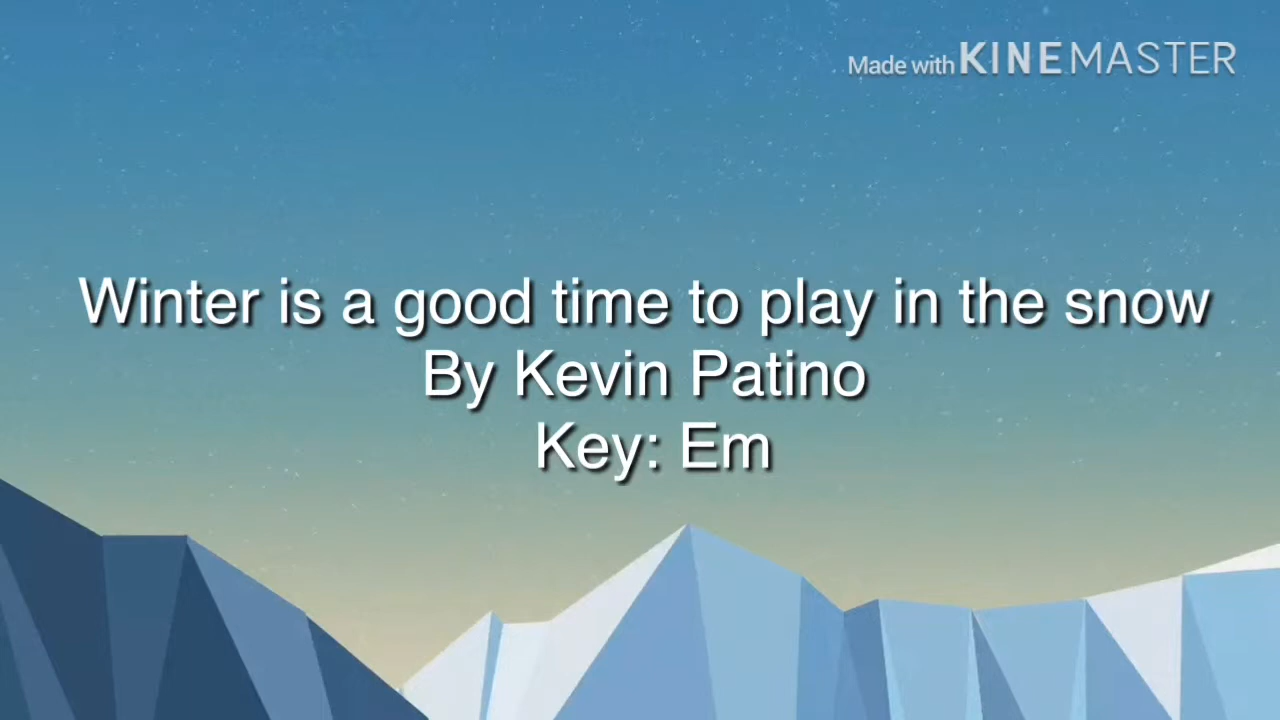 Made with KINEMASTER
Winter is a good time to play in the snow
By Kevin Patino
Key: Em